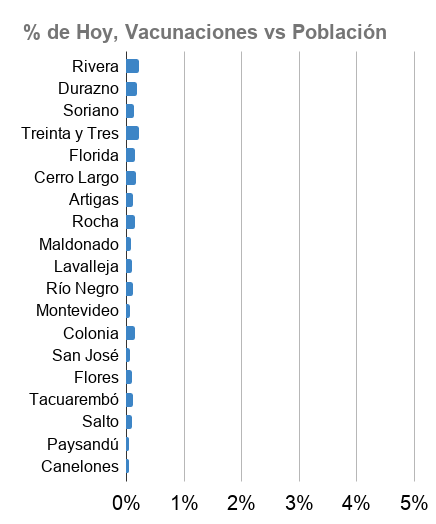 % de Hoy, Vacunaciones vs Población
Rivera
Durazno
Soriano
Treinta y Tres
Florida
Cerro Largo
Artigas
Rocha
Maldonado
Lavalleja
Río Negro
Montevideo
Colonia
San José
Flores
Tacuarembó
Salto
Paysandú
Canelones
0% 1% 2% 3% 4% 5%